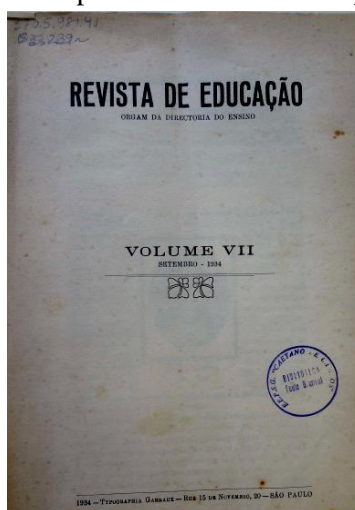 REVISTA DE EDUCAÇÃO
ORGAM DA DIRECTORIA DO ENSINO
VOLUME VII
SETEMBRO - 1934
BIBLIOTECA
1934 — TYPOGRAPHIA GARRAUX — RUA 15 DE NOVEMBRO, 20 — SÃO PAULO